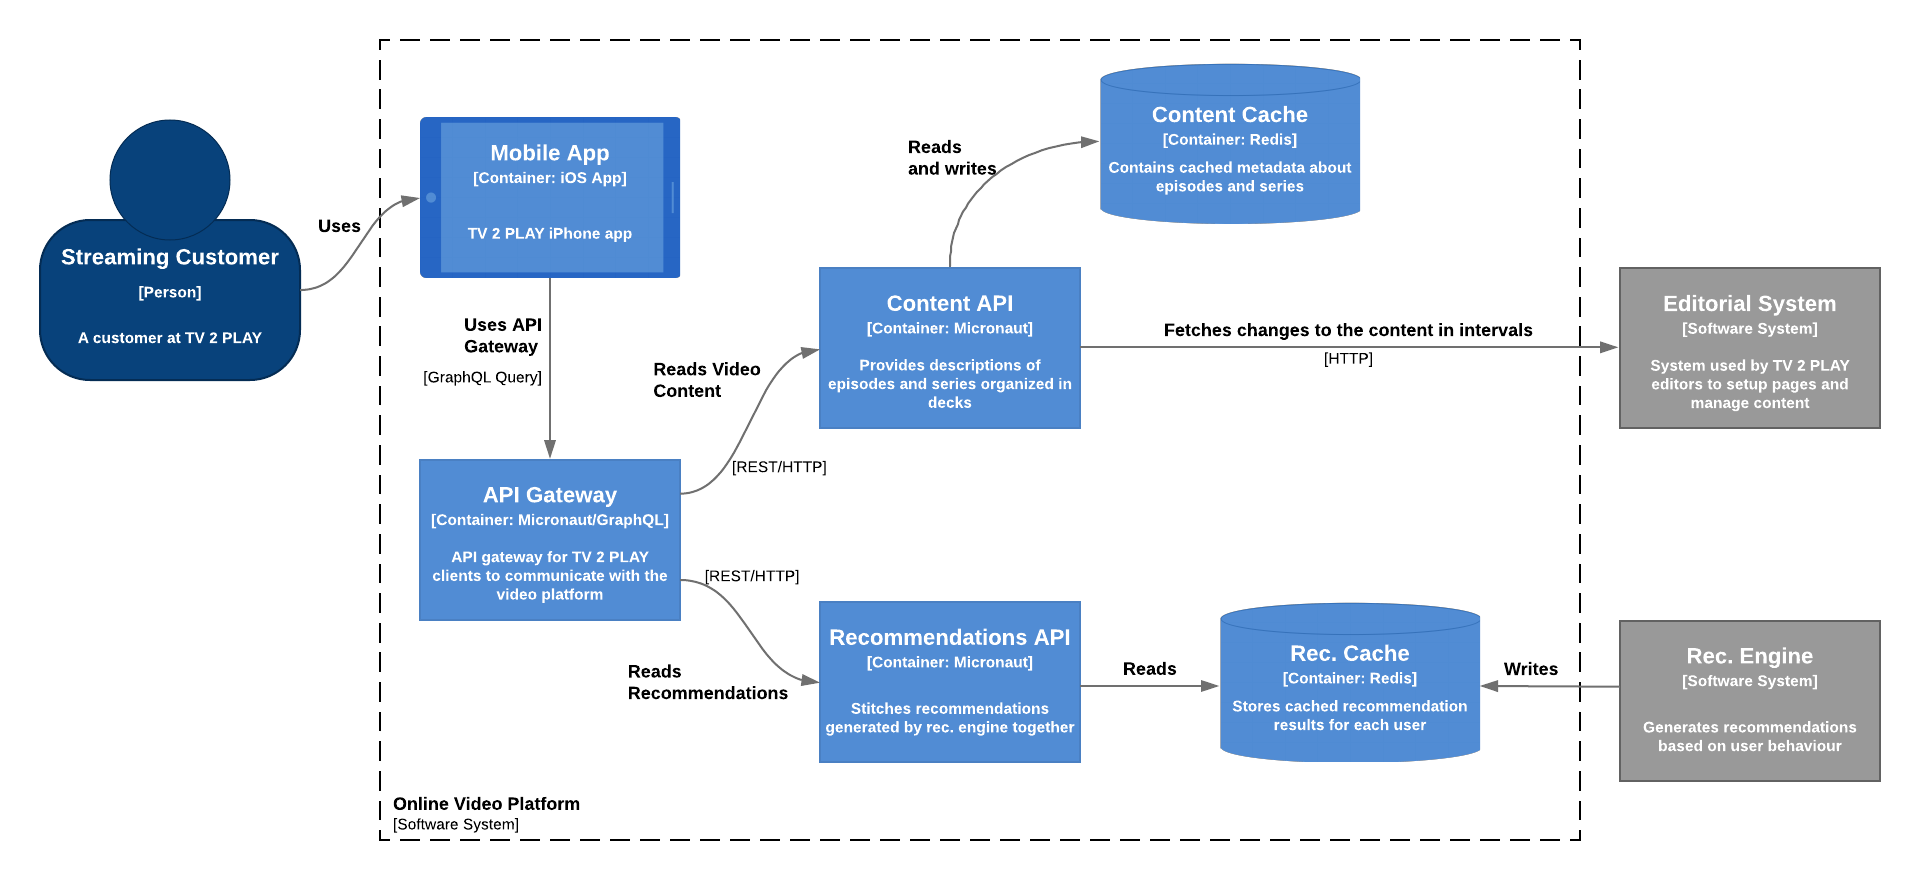 Streaming Customer
[Person]
A customer at TV 2 PLAY
Uses
Mobile App
[Container: iOS App]
TV 2 PLAY iPhone app
Uses API
Gateway
[GraphQL Query]
API Gateway
[Container: Micronaut/GraphQL]
API gateway for TV 2 PLAY
clients to communicate with the
video platform
Reads Video
Content
[REST/HTTP]
[REST/HTTP]
Reads
Recommendations
Content API
[Container: Micronaut]
Provides descriptions of
episodes and series organized in
decks
Reads
and writes
Content Cache
[Container: Redis]
Contains cached metadata about
episodes and series
Fetches changes to the content in intervals
[HTTP]
Editorial System
[Software System]
System used by TV 2 PLAY
editors to setup pages and
manage content
Recommendations API
[Container: Micronaut]
Stitches recommendations
generated by rec. engine together
Reads
Rec. Cache
[Container: Redis]
Stores cached recommendation
results for each user
Writes
Rec. Engine
[Software System]
Generates recommendations
based on user behaviour
Online Video Platform
[Software System]